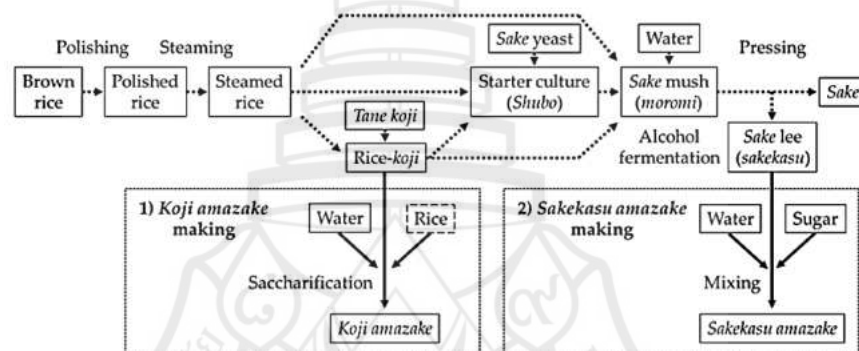 Polishing Steaming
Brown rice
Polished rice
Steamed rice
Tane koji
Rice-koji
Sake yeast
Starter culture
(Shubo)
Water
Sake mush
(moromi)
Pressing
Sake
Alcohol
fermentation
Sake lee
(sakekasu)
1) Koji amazake
making
Water
Rice
Saccharification
Koji amazake
2) Sakekasu amazake
making
Water
Sugar
Mixing
Sakekasu amazake